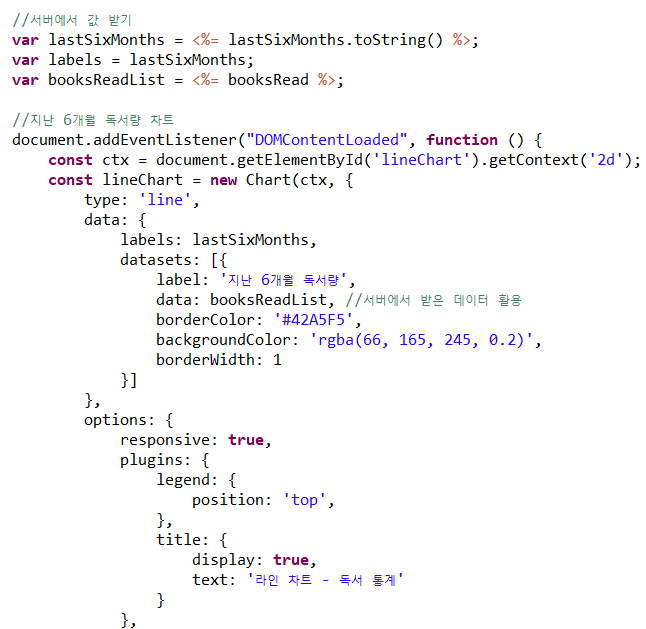 //서버에서 값 받기
var lastSixMonths = <%= lastSixMonths.toString() %>;
var labels = lastSixMonths;
var booksReadList = <%= booksRead %>;

//지난 6개월 독서량 차트
document.addEventListener("DOMContentLoaded", function () {
    const ctx = document.getElementById('lineChart').getContext('2d');
    const lineChart = new Chart(ctx, {
        type: 'line',
        data: {
            labels: lastSixMonths,
            datasets: [{
                label: '지난 6개월 독서량',
                data: booksReadList, //서버에서 받은 데이터 활용
                borderColor: '#42A5F5',
                backgroundColor: 'rgba(66, 165, 245, 0.2)',
                borderWidth: 1
            }]
        },
        options: {
            responsive: true,
            plugins: {
                legend: {
                    position: 'top',
                },
                title: {
                    display: true,
                    text: '라인 차트 - 독서 통계'
                }
            },